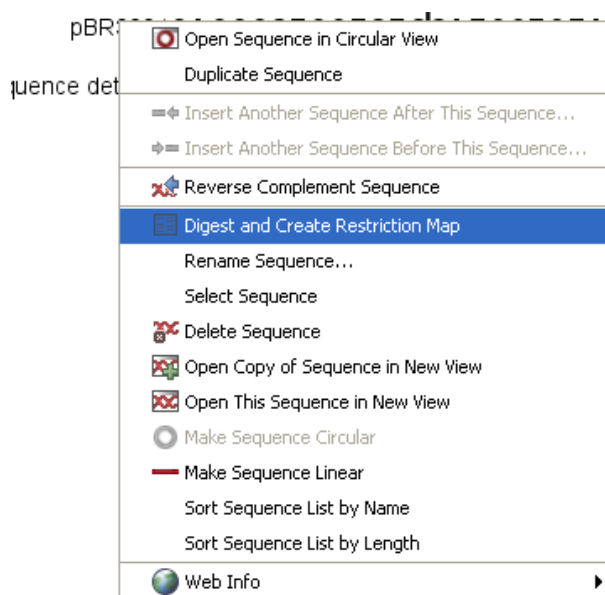 pBR
Open Sequence in Circular View
quence det
Duplicate Sequence
Insert Another Sequence After This Sequence...
Insert Another Sequence Before This Sequence...
Reverse Complement Sequence
Digest and Create Restriction Map
Rename Sequence...
Select Sequence
Delete Sequence
Open Copy of Sequence in New View
Open This Sequence in New View
Make Sequence Circular
Make Sequence Linear
Sort Sequence List by Name
Sort Sequence List by Length
Web Info